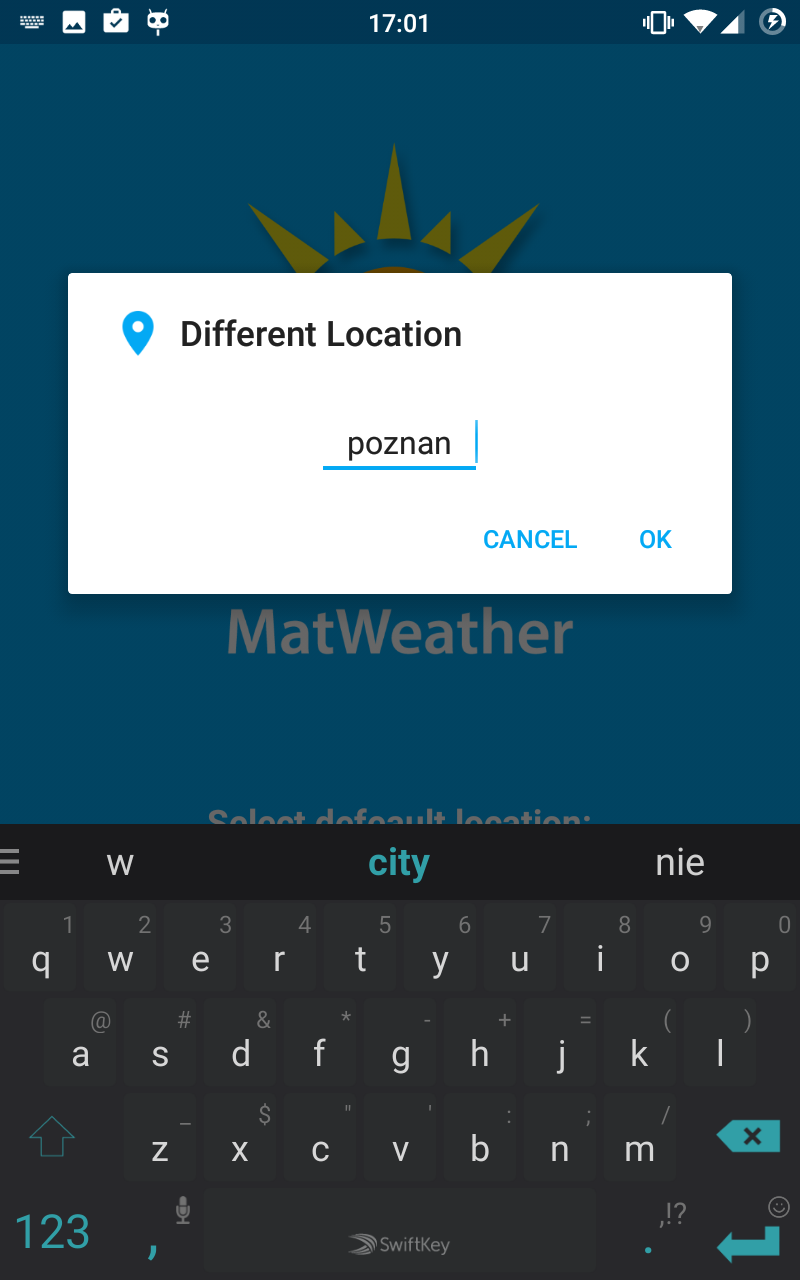 17:01
Different Location
poznan
CANCEL OK
MatWeather
Select defeault location:
w city nie
1 2 3 4 5 6 7 8 9 0
q w e r t y u i o p
@ # & * - + = ( )
a s d f g h j k l
_ $ " ' : ; /
z x c v b n m
123 , SwiftKey . ,!?